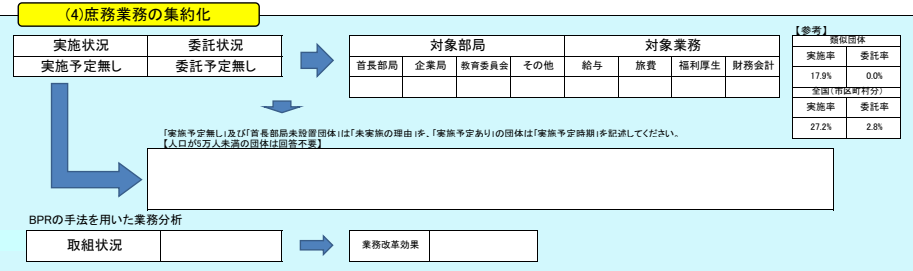 (4)庶務業務の集約化
【参考】
実施状況 委託状況
実施予定無し 委託予定無し
対象部局 対象業務
首長部局 企業局 教育委員会 その他 給与 旅費 福利厚生 財務会計
類似団体
実施率 委託率
17.9% 0.0%
全国(市区町村分)
実施率 委託率
27.2% 2.8%
「実施予定無し」及び「首長部局未設置団体」は「未実施の理由」を、「実施予定あり」の団体は「実施予定時期」を記述してください。
【人口が5万人未満の団体は回答不要】
BPRの手法を用いた業務分析
取組状況
業務改革効果